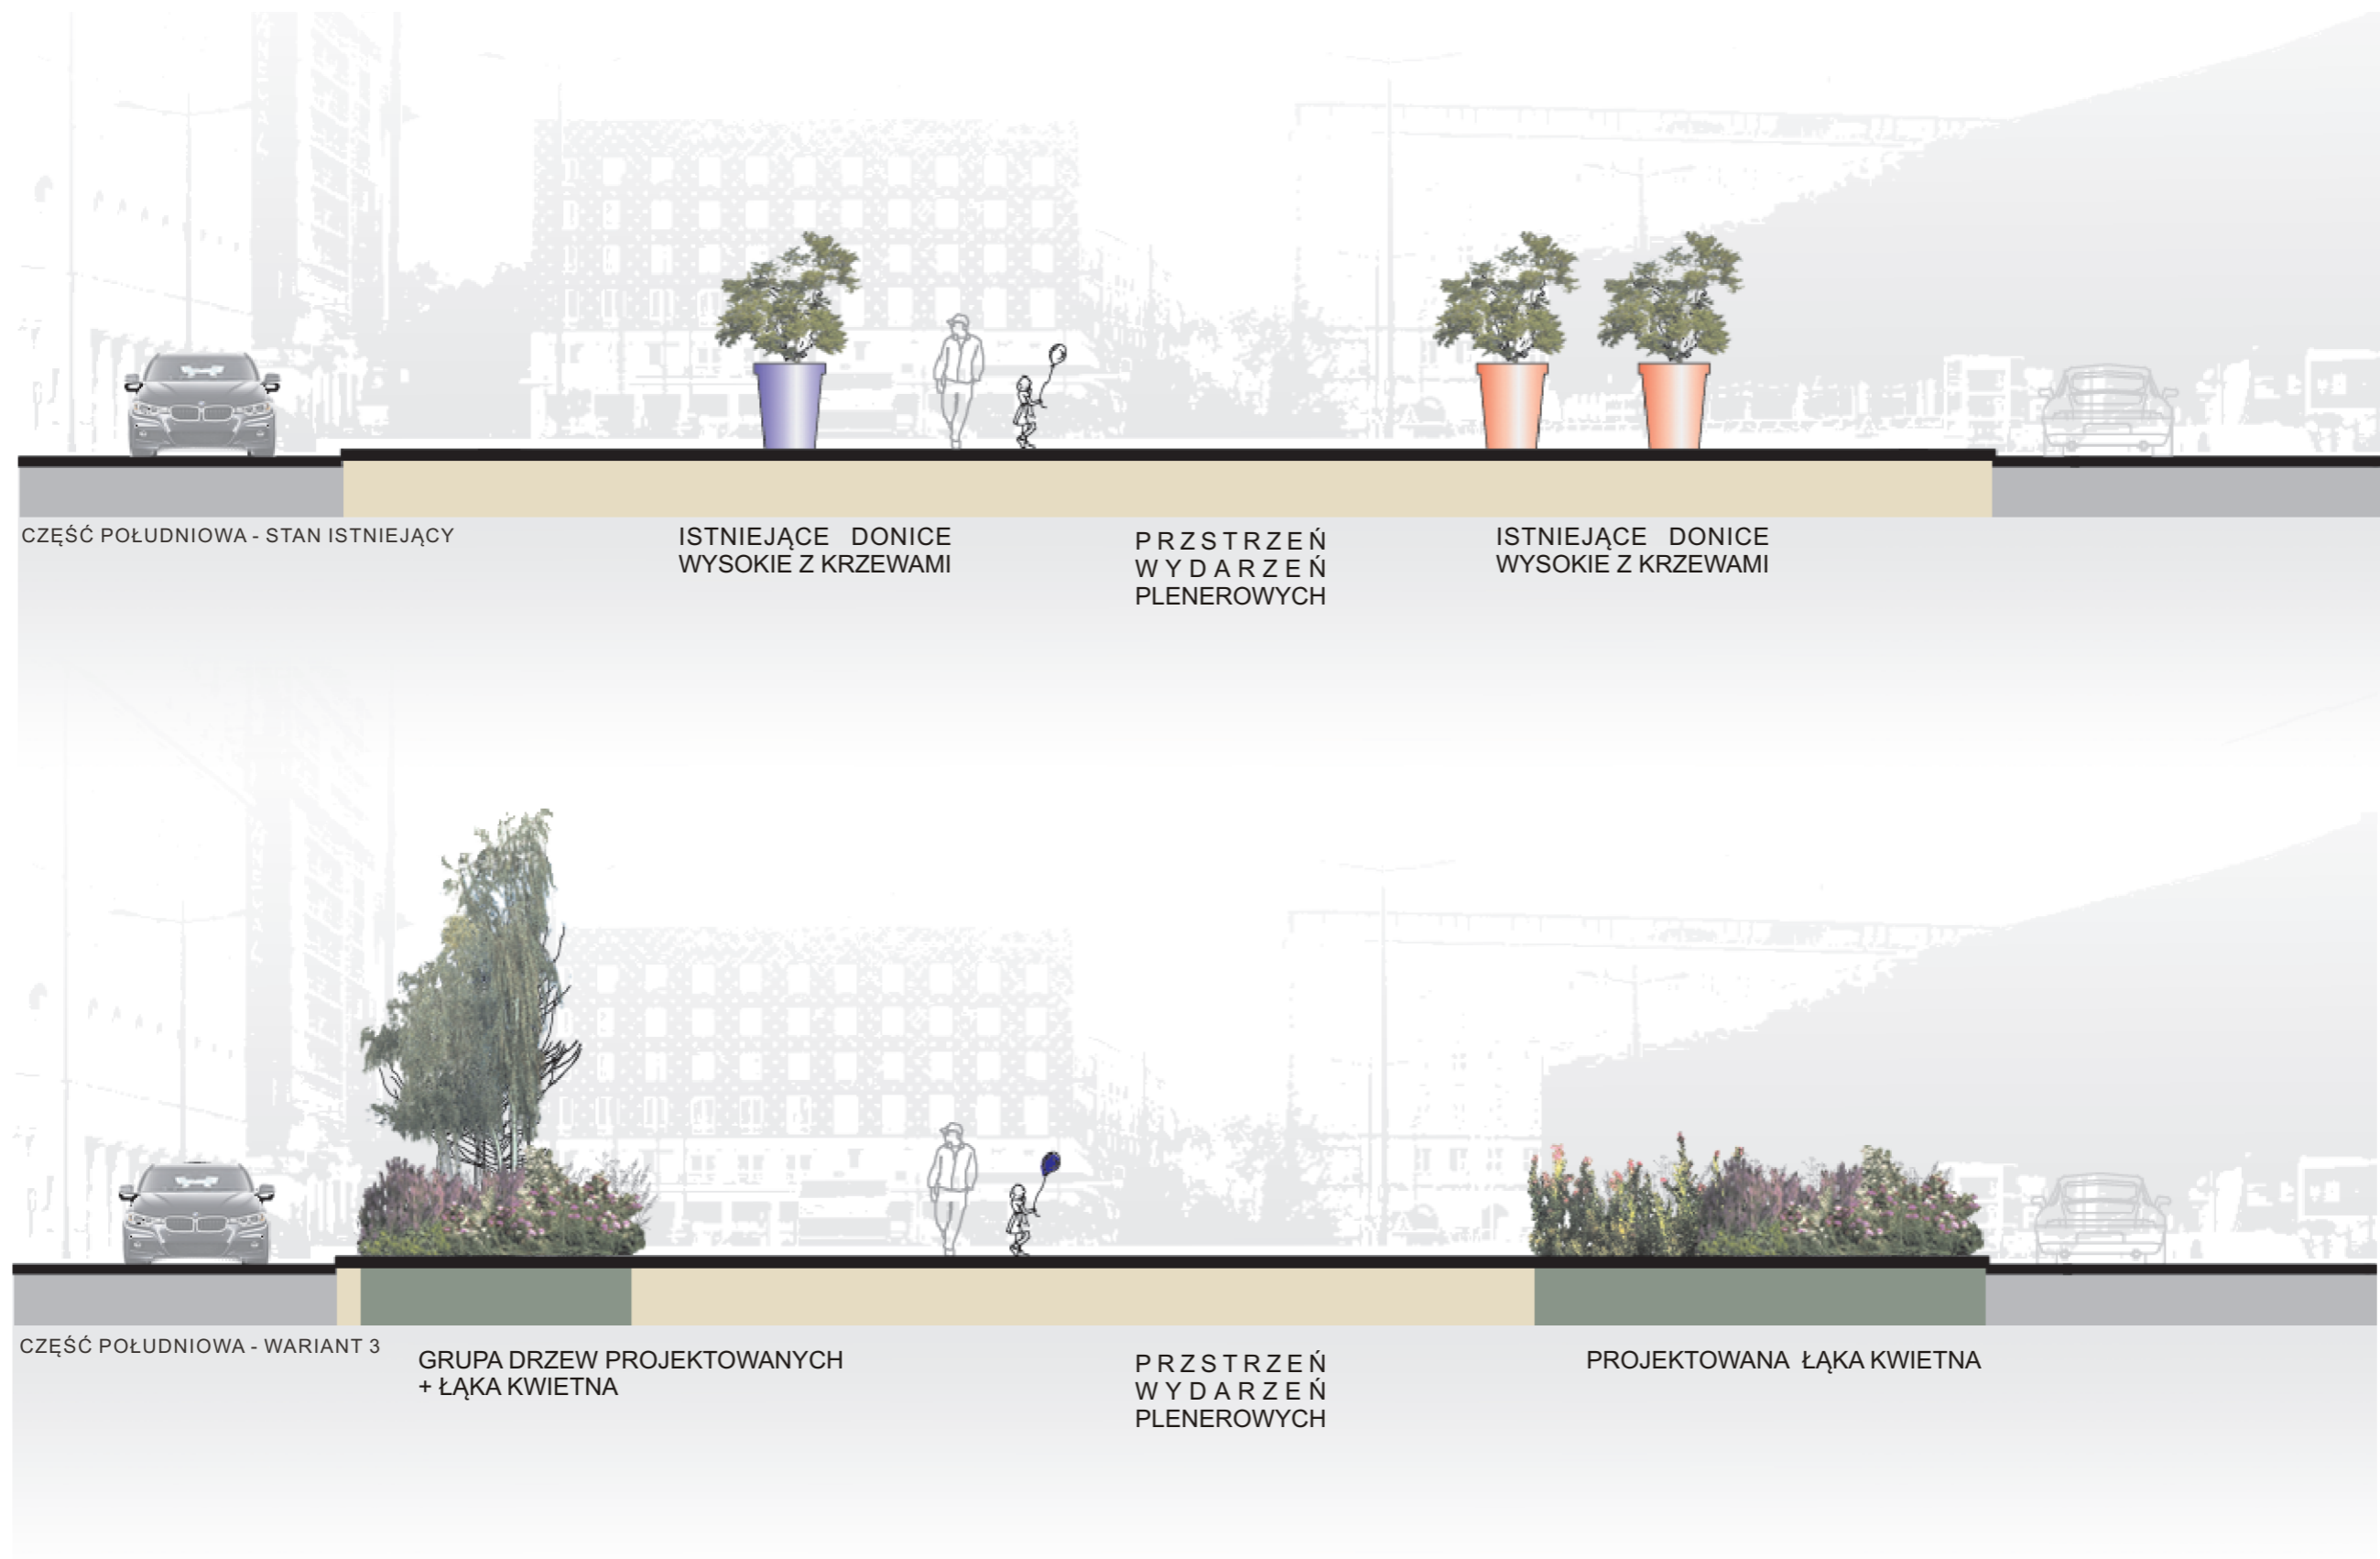 CZĘŚĆ POŁUDNIOWA - STAN ISTNIEJĄCY
ISTNIEJĄCE DONICE
WYSOKIE Z KRZEWAMI
PRZSTRZEŃ
WYDARZEŃ
PLENEROWYCH
ISTNIEJĄCE DONICE
WYSOKIE Z KRZEWAMI
CZĘŚĆ POŁUDNIOWA - WARIANT 3
GRUPA DRZEW PROJEKTOWANYCH
+ ŁĄKA KWIETNA
PRZSTRZEŃ
WYDARZEŃ
PLENEROWYCH
PROJEKTOWANA ŁĄKA KWIETNA